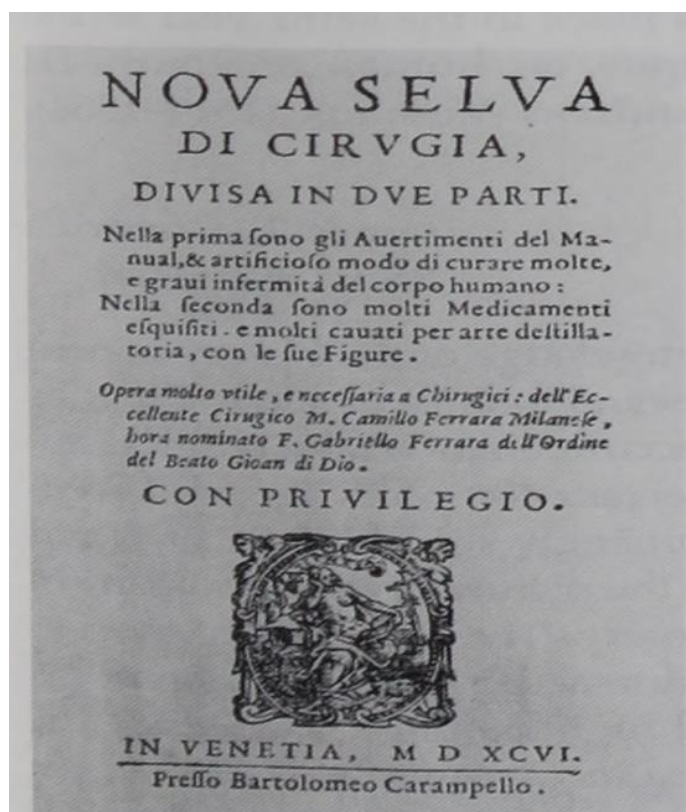 NOVA SELVA
DI CIRVGIA,
DIVISA IN DVE PARTI.
Nella prima ſono gli Auertimenti del Ma-
nual,& artificioſo modo di curare molte,
e graui infermità del corpo humano :
Nella ſeconda ſono molti Medicamenti
eſquiſiti . e molti cauati per arte deſtilla-
toria , con le ſue Figure .
Opera molto vtile , e neceſſaria a Chirugici : dell' Ec-
cellente Cirugico M. Camillo Ferrara Milaneſe ,
hora nominato F. Gabriello Ferrara dell'Ordine
del Beato Gioan di Dio .
CON PRIVILEGIO.
IN VENETIA, M D XCVI.
Preſſo Bartolomeo Carampello .